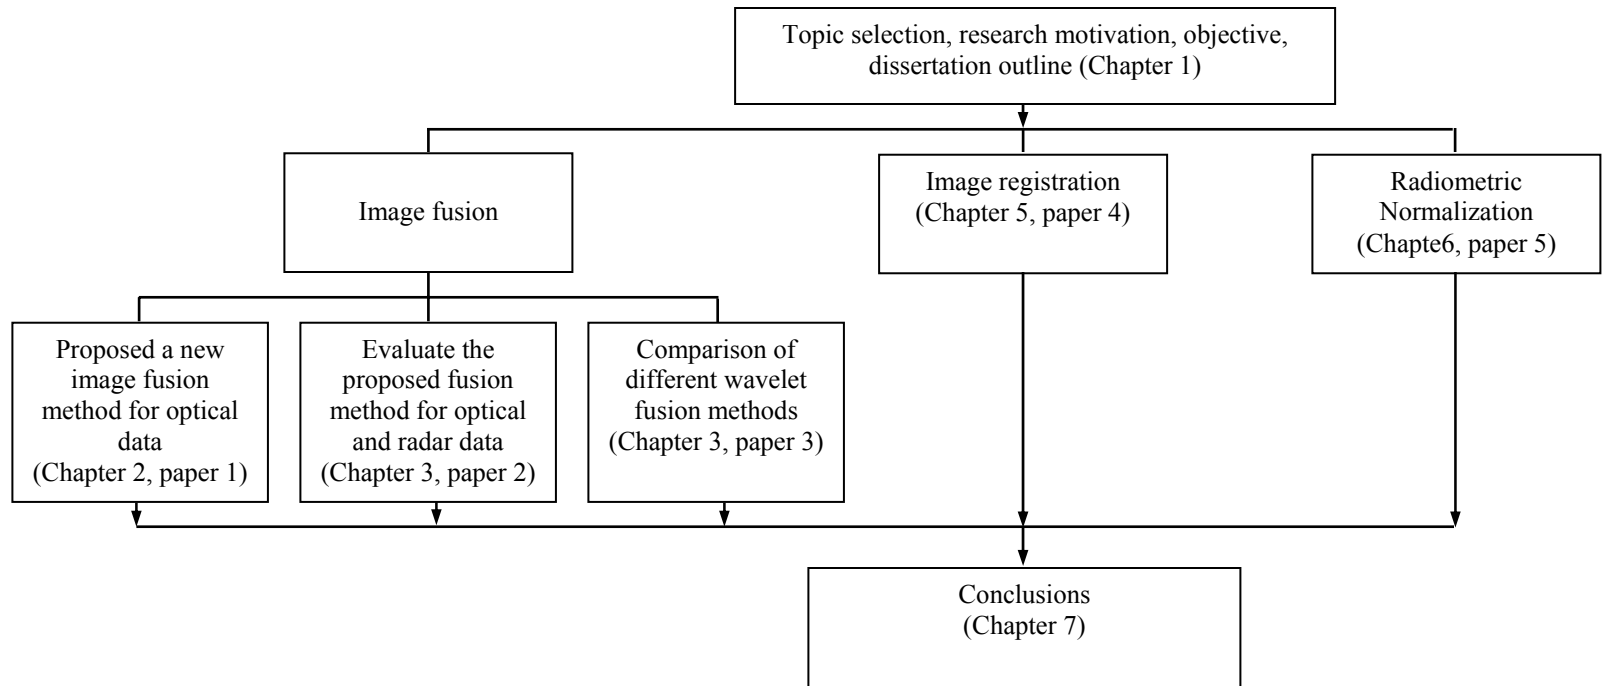 Topic selection, research motivation, objective,
dissertation outline (Chapter 1)
Image fusion
Image registration
(Chapter 5, paper 4)
Radiometric
Normalization
(Chapte6, paper 5)
Proposed a new
image fusion
method for optical
data
(Chapter 2, paper 1)
Evaluate the
proposed fusion
method for optical
and radar data
(Chapter 3, paper 2)
Comparison of
different wavelet
fusion methods
(Chapter 3, paper 3)
Conclusions
(Chapter 7)